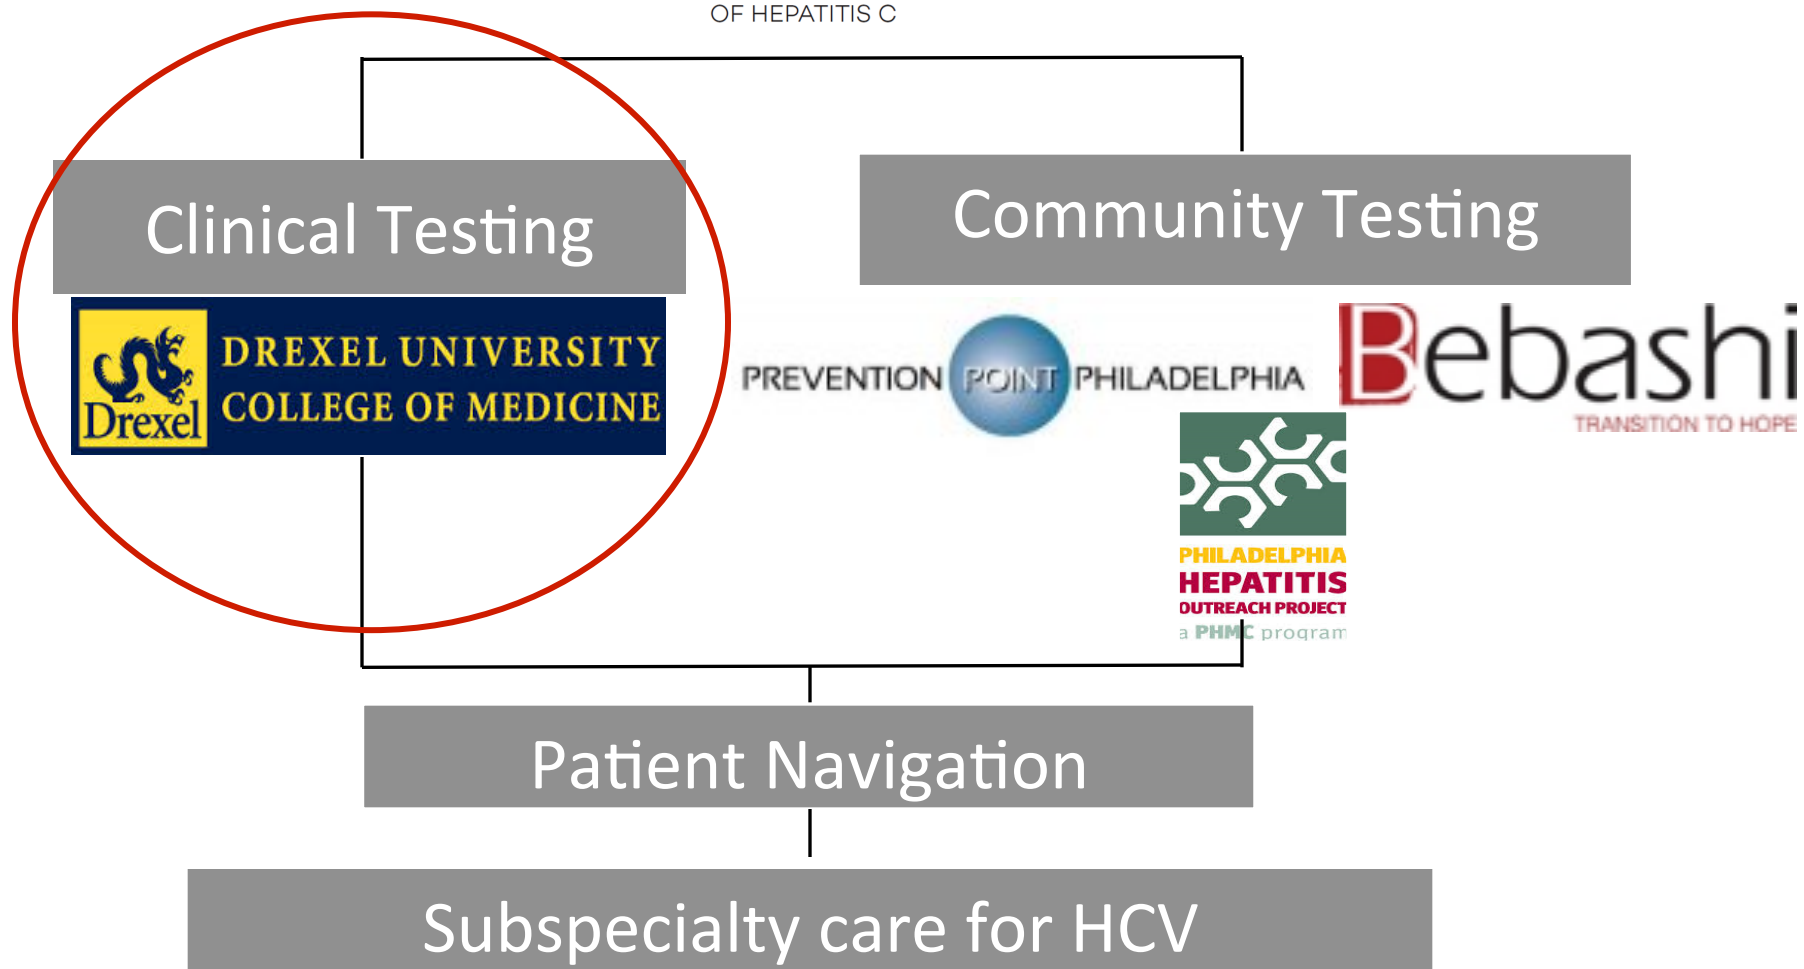 OF HEPATITIS C
Clinical Testing
Community Testing
Drexel
DREXEL UNIVERSITY
COLLEGE OF MEDICINE
PREVENTION POINT PHILADELPHIA
Bebashi
TRANSITION TO HOPE
PHILADELPHIA
HEPATITIS
OUTREACH PROJECT
a PHMC program
Patient Navigation
Subspecialty care for HCV